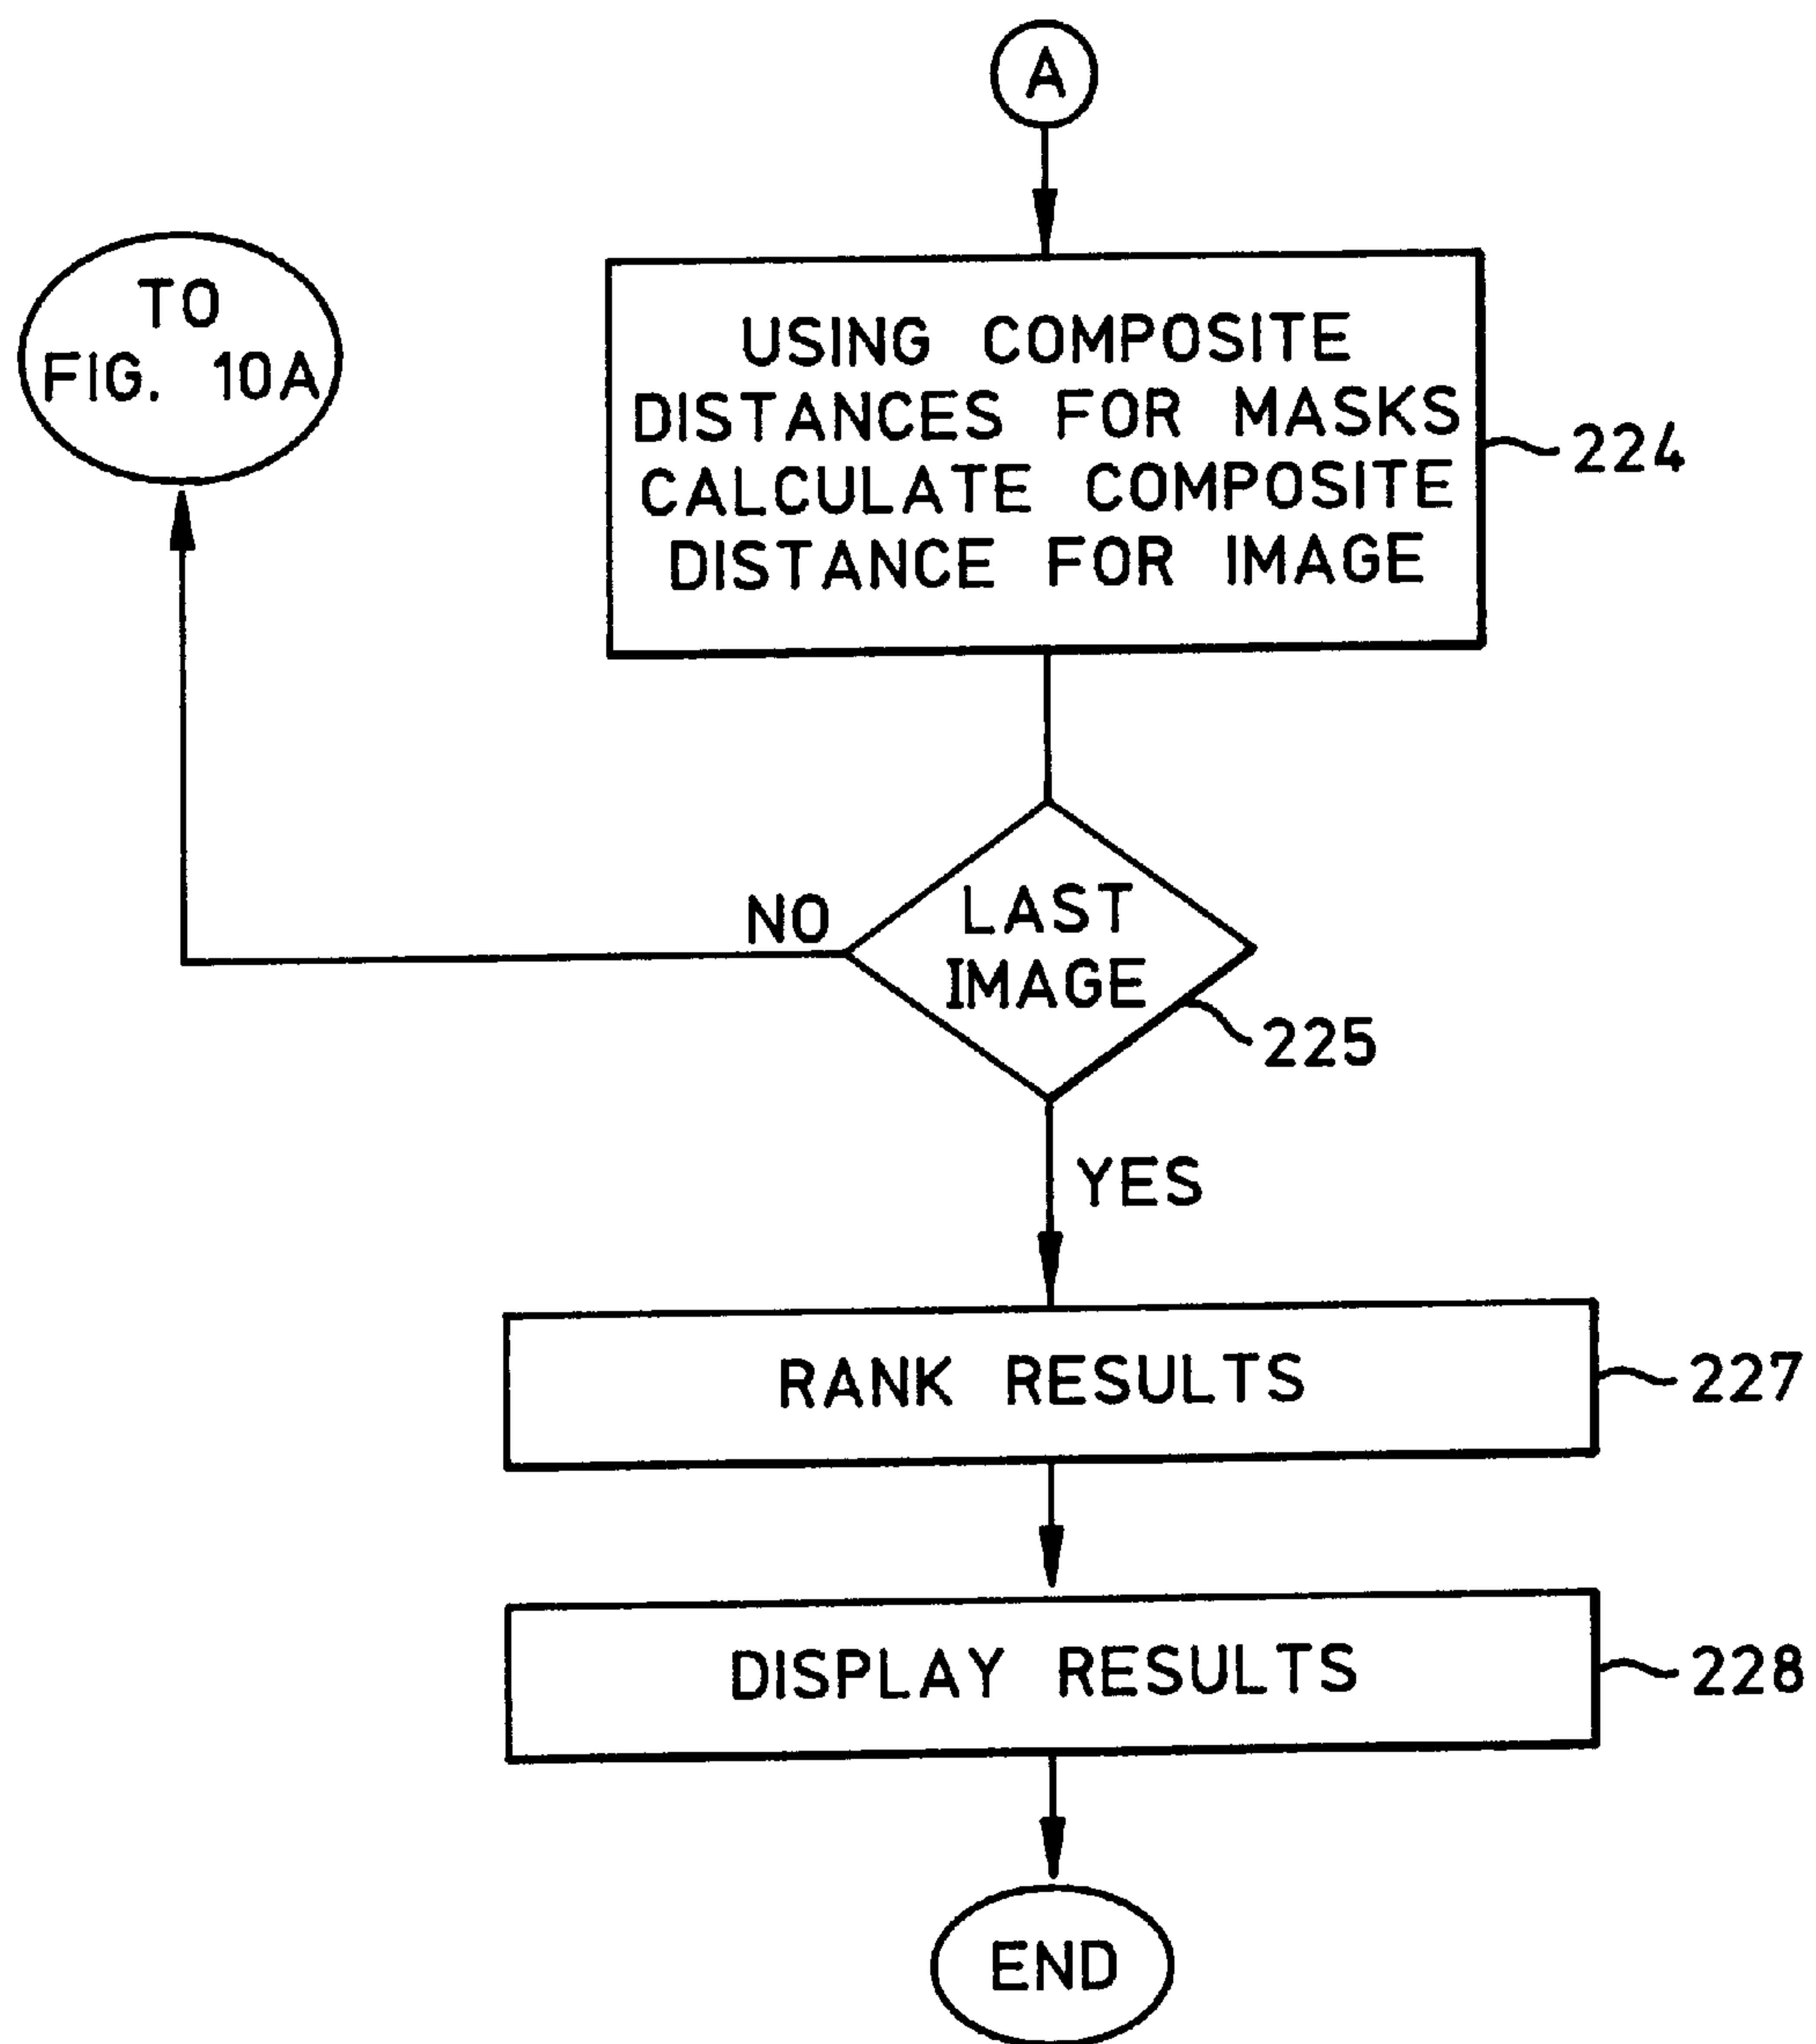 A
TO
FIG. 10A
USING COMPOSITE
DISTANCES FOR MASKS
CALCULATE COMPOSITE
DISTANCE FOR IMAGE
224
NO
LAST
IMAGE
225
YES
RANK RESULTS
227
DISPLAY RESULTS
228
END